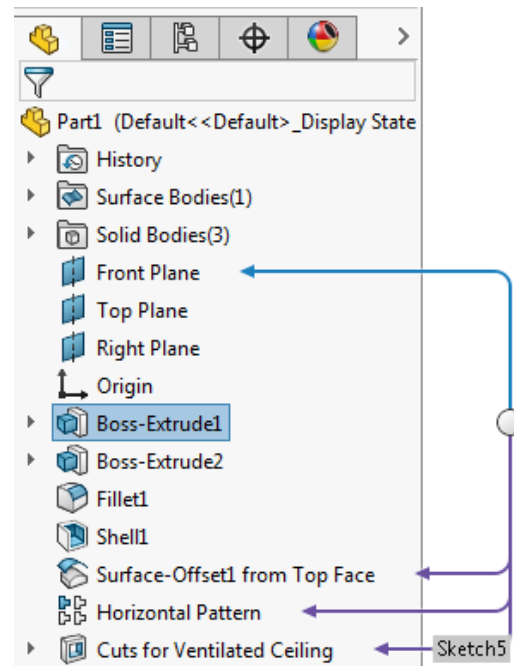 Part1 (Default<<Default>_Display State
History
Surface Bodies(1)
Solid Bodies(3)
Front Plane
Top Plane
Right Plane
Origin
Boss-Extrude1
Boss-Extrude2
Fillet1
Shell1
Surface-Offset1 from Top Face
Horizontal Pattern
Cuts for Ventilated Ceiling Sketch5